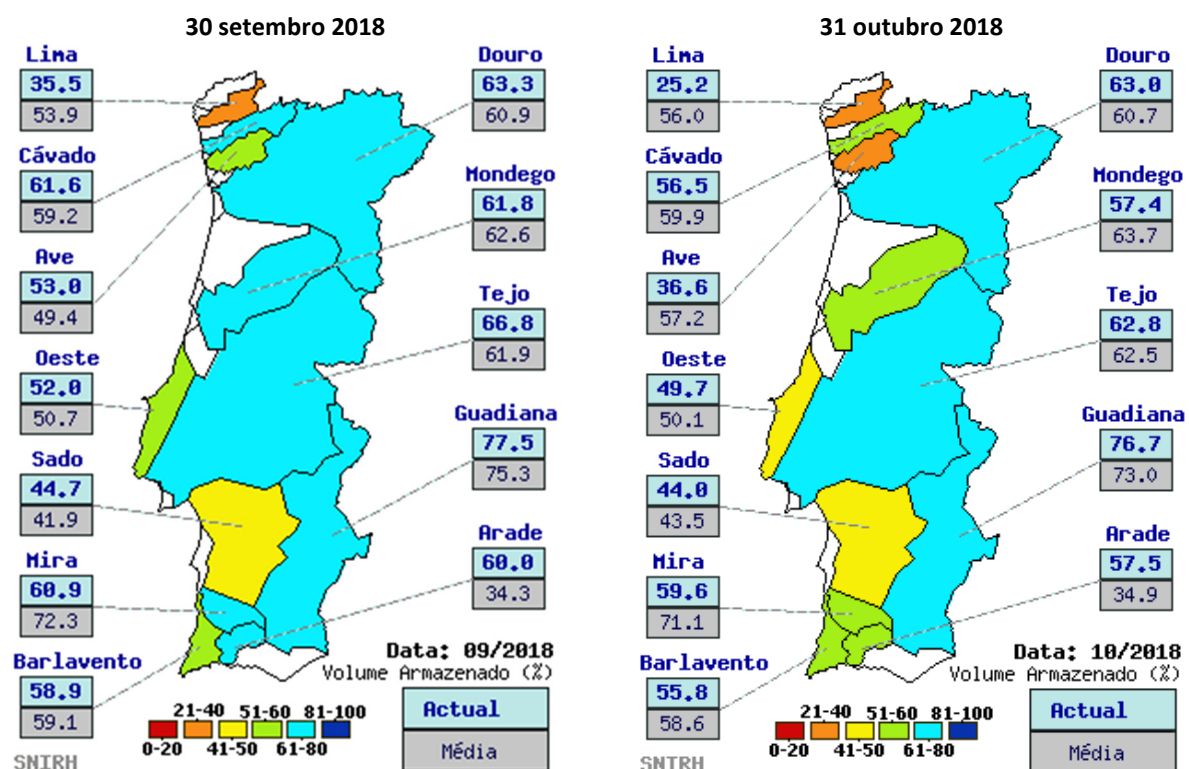 30 setembro 2018
Lima
35.5
53.9
Douro
63.3
60.9
Cávado
61.6
59.2
Mondego
61.8
62.6
Ave
53.0
49.4
Tejo
66.8
61.9
Oeste
52.0
50.7
Guadiana
77.5
75.3
Sado
44.7
41.9
Arade
60.0
34.3
Mira
60.9
72.3
Barlavento
58.9
59.1
Data: 09/2018
Volume Armazenado (%)
Actual
Média
21-40 51-60 81-100
0-20 41-50 61-80
SNIRH
31 outubro 2018
Lima
25.2
56.0
Douro
63.0
60.7
Cávado
56.5
59.9
Mondego
57.4
63.7
Ave
36.6
57.2
Tejo
62.8
62.5
Oeste
49.7
50.1
Guadiana
76.7
73.0
Sado
44.0
43.5
Arade
57.5
34.9
Mira
59.6
71.1
Barlavento
55.8
58.6
Data: 10/2018
Volume Armazenado (%)
Actual
Média
21-40 51-60 81-100
0-20 41-50 61-80
SNIRH